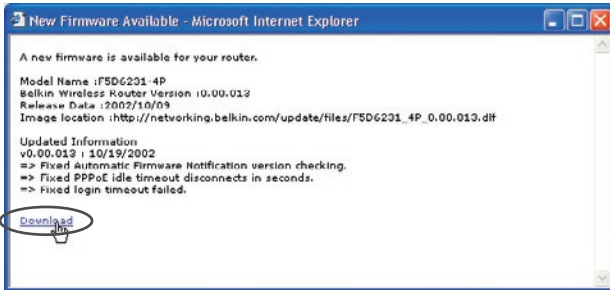 New Firmware Available - Microsoft Internet Explorer
A new firmware is available for your router.
Model Name :F5D6231-4P
Belkin Wireless Router Version :0.00.013
Release Data :2002/10/09
Image location :http://networking.belkin.com/update/files/F5D6231_4P_0.00.013.dlf
Updated Information
v0.00.013 : 10/19/2002
=> Fixed Automatic Firmware Notification version checking.
=> Fixed PPPoE idle timeout disconnects in seconds.
=> Fixed login timeout failed.
Download